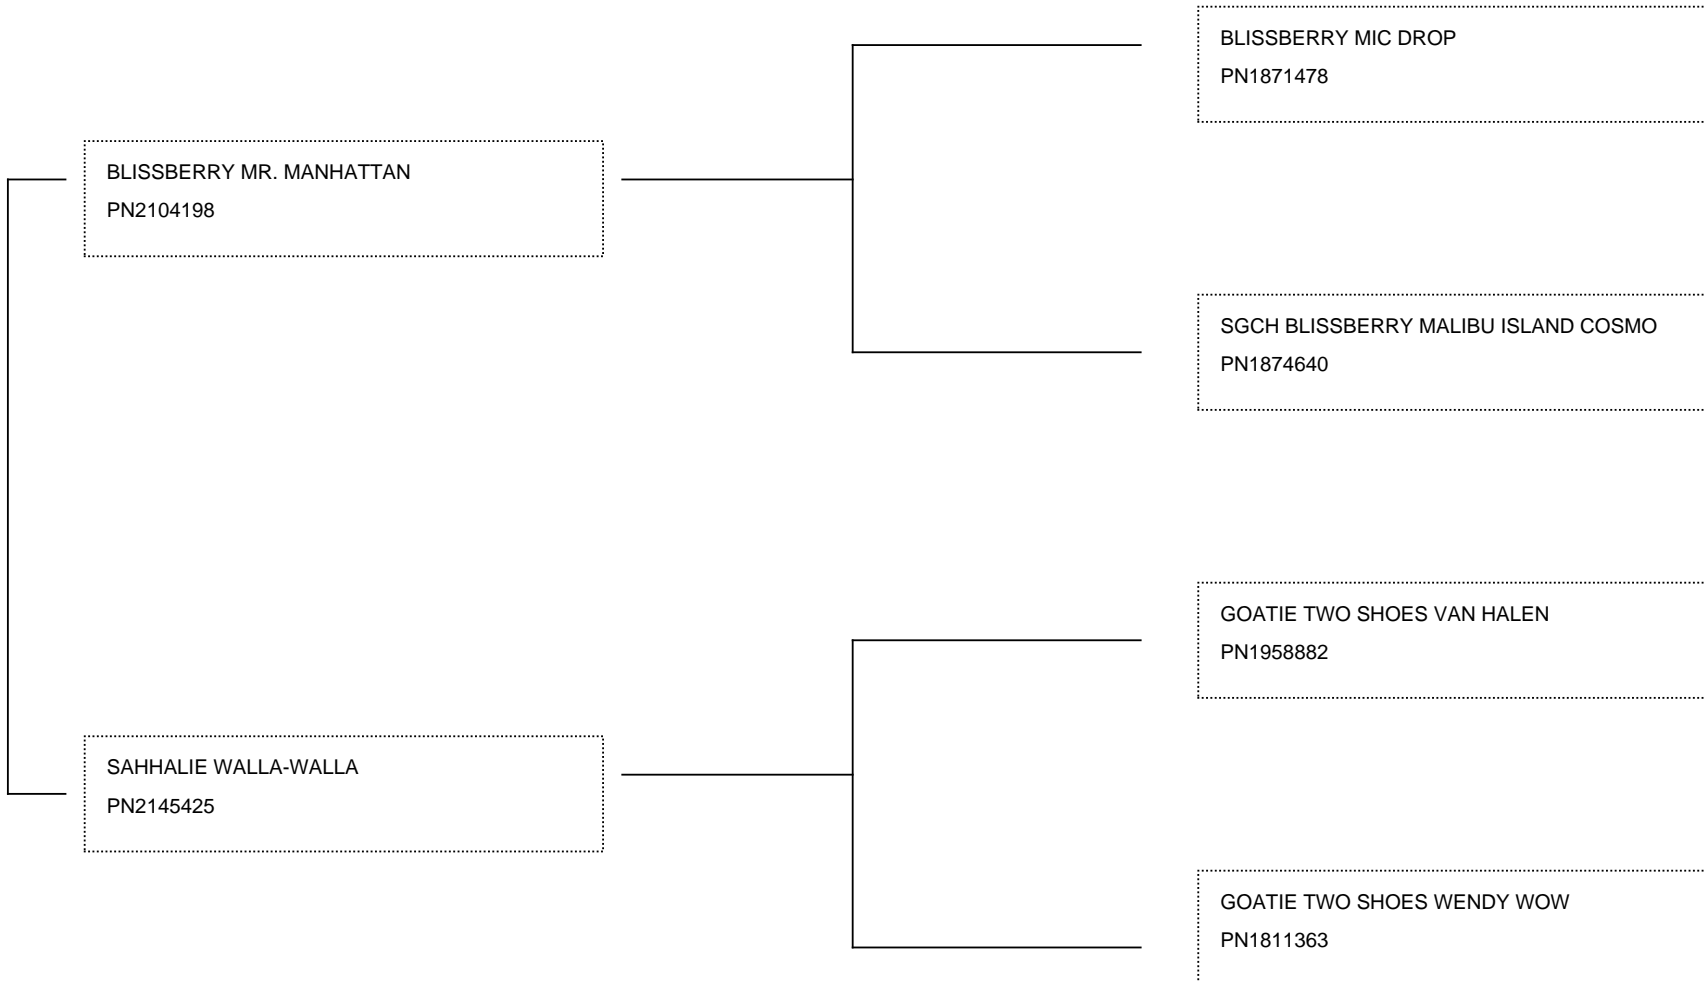 BLISSBERRY MIC DROP
PN1871478
BLISSBERRY MR. MANHATTAN
PN2104198
SGCH BLISSBERRY MALIBU ISLAND COSMO
PN1874640
GOATIE TWO SHOES VAN HALEN
PN1958882
SAHHALIE WALLA-WALLA
PN2145425
GOATIE TWO SHOES WENDY WOW
PN1811363